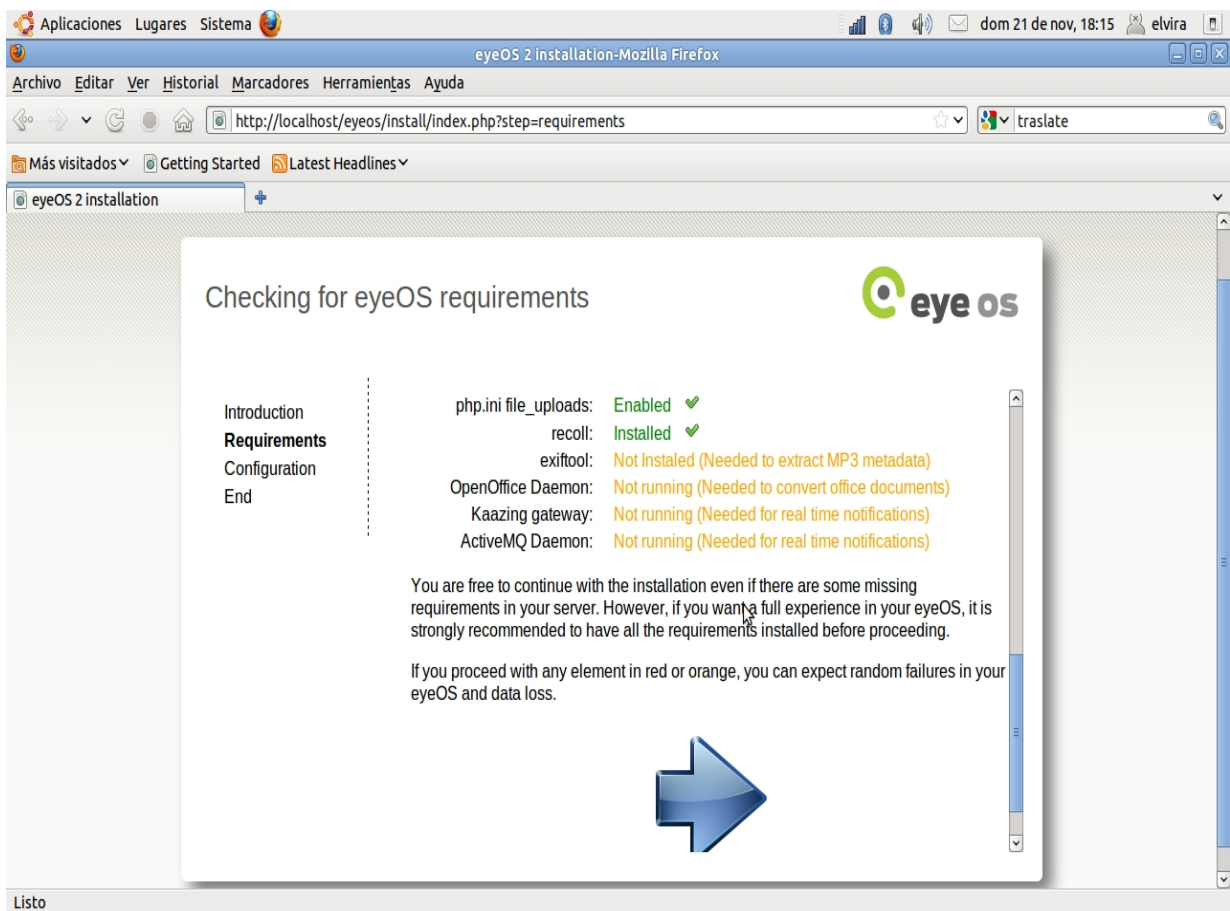 Aplicaciones Lugares Sistema
dom 21 de nov, 18:15 elvira
eyeOS 2 installation-Mozilla Firefox
Archivo Editar Ver Historial Marcadores Herramientas Ayuda
http://localhost/eyeos/install/index.php?step=requirements
traslate
Más visitados Getting Started Latest Headlines
eyeOS 2 installation
Checking for eyeOS requirements
eye os
Introduction
Requirements
Configuration
End
php.ini file_uploads: Enabled
recoll: Installed
exiftool: Not Instaled (Needed to extract MP3 metadata)
OpenOffice Daemon: Not running (Needed to convert office documents)
Kaazing gateway: Not running (Needed for real time notifications)
ActiveMQ Daemon: Not running (Needed for real time notifications)
You are free to continue with the installation even if there are some missing
requirements in your server. However, if you want a full experience in your eyeOS, it is
strongly recommended to have all the requirements installed before proceeding.
If you proceed with any element in red or orange, you can expect random failures in your
eyeOS and data loss.
Listo